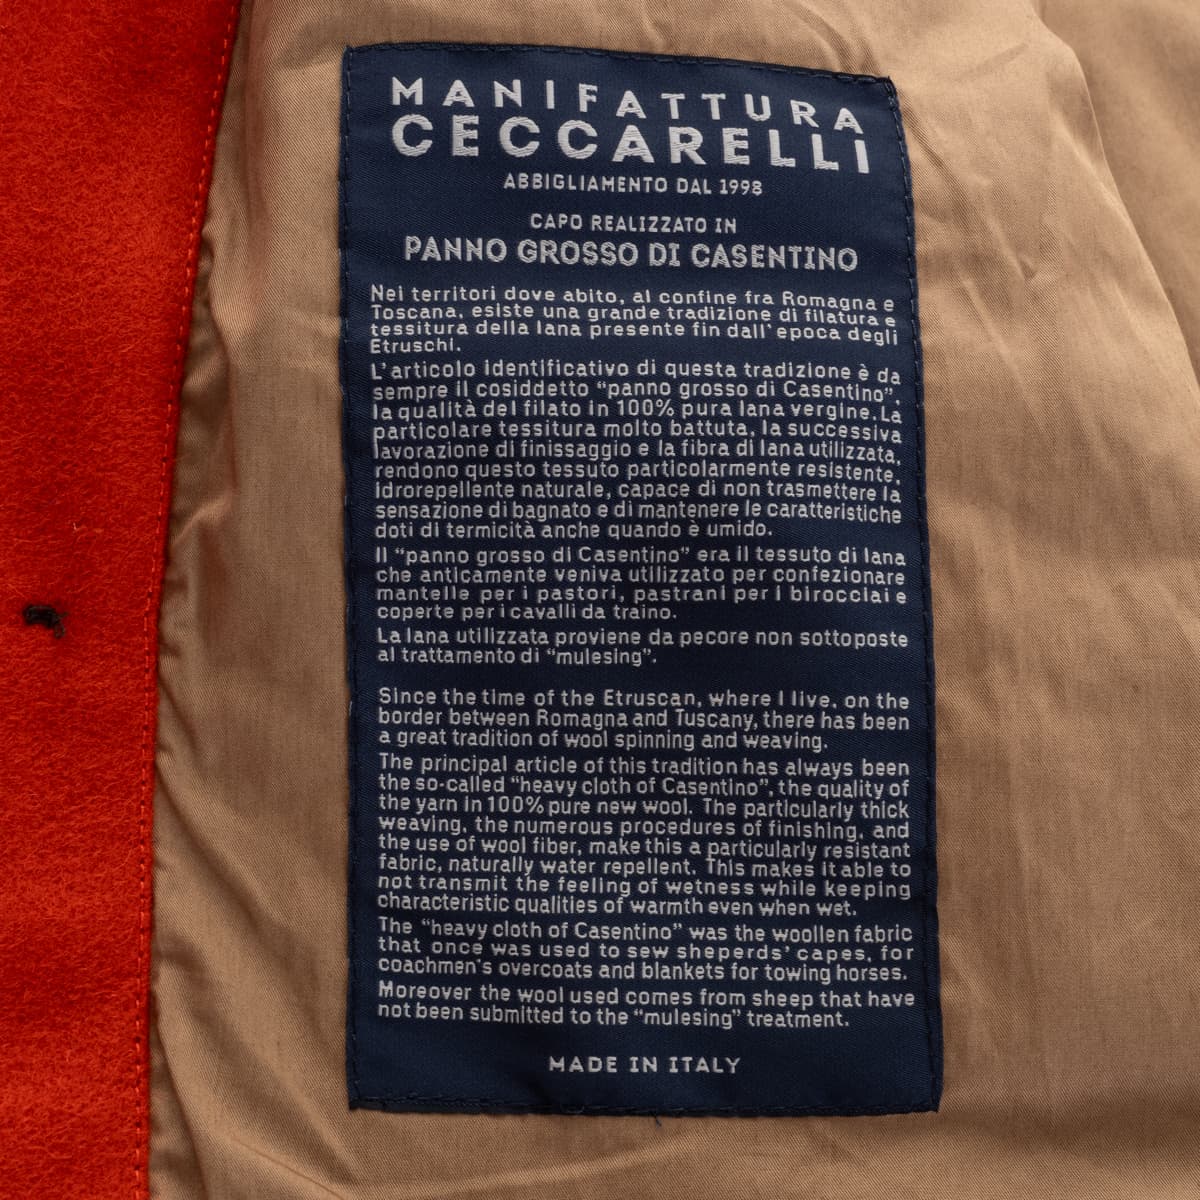 MANIFATTURA
CECCARELLI
ABBIGLIAMENTO DAL 1998
CAPO REALIZZATO IN
PANNO GROSSO DI CASENTINO
Nei territori dove abito, al confine fra Romagna e
Toscana, esiste una grande tradizione di filatura e
tessitura della lana presente fin dall'epoca degli
Etruschi.
L'articolo identificativo di questa tradizione è da
sempre il cosiddetto "panno grosso di Casentino",
la qualità del filato in 100% pura lana vergine. La
particolare tessitura molto battuta, la successiva
lavorazione di finissaggio e la fibra di lana utilizzata,
rendono questo tessuto particolarmente resistente,
idrorepellente naturale, capace di non trasmettere la
sensazione di bagnato e di mantenere le caratteristiche
doti di termicità anche quando è umido.
Il "panno grosso di Casentino" era il tessuto di lana
che anticamente veniva utilizzato per confezionare
mantelle per i pastori, pastrani per i birocciai e
coperte per i cavalli da traino.
La lana utilizzata proviene da pecore non sottoposte
al trattamento di "mulesing".
Since the time of the Etruscan, where I live, on the
border between Romagna and Tuscany, there has been
a great tradition of wool spinning and weaving.
The principal article of this tradition has always been
the so-called "heavy cloth of Casentino", the quality of
the yarn in 100% pure new wool. The particularly thick
weaving, the numerous procedures of finishing, and
the use of wool fiber, make this a particularly resistant
fabric, naturally water repellent. This makes it able to
not transmit the feeling of wetness while keeping
characteristic qualities of warmth even when wet.
The "heavy cloth of Casentino" was the woollen fabric
that once was used to sew sheperds' capes, for
coachmen's overcoats and blankets for towing horses.
Moreover the wool used comes from sheep that have
not been submitted to the "mulesing" treatment.
MADE IN ITALY